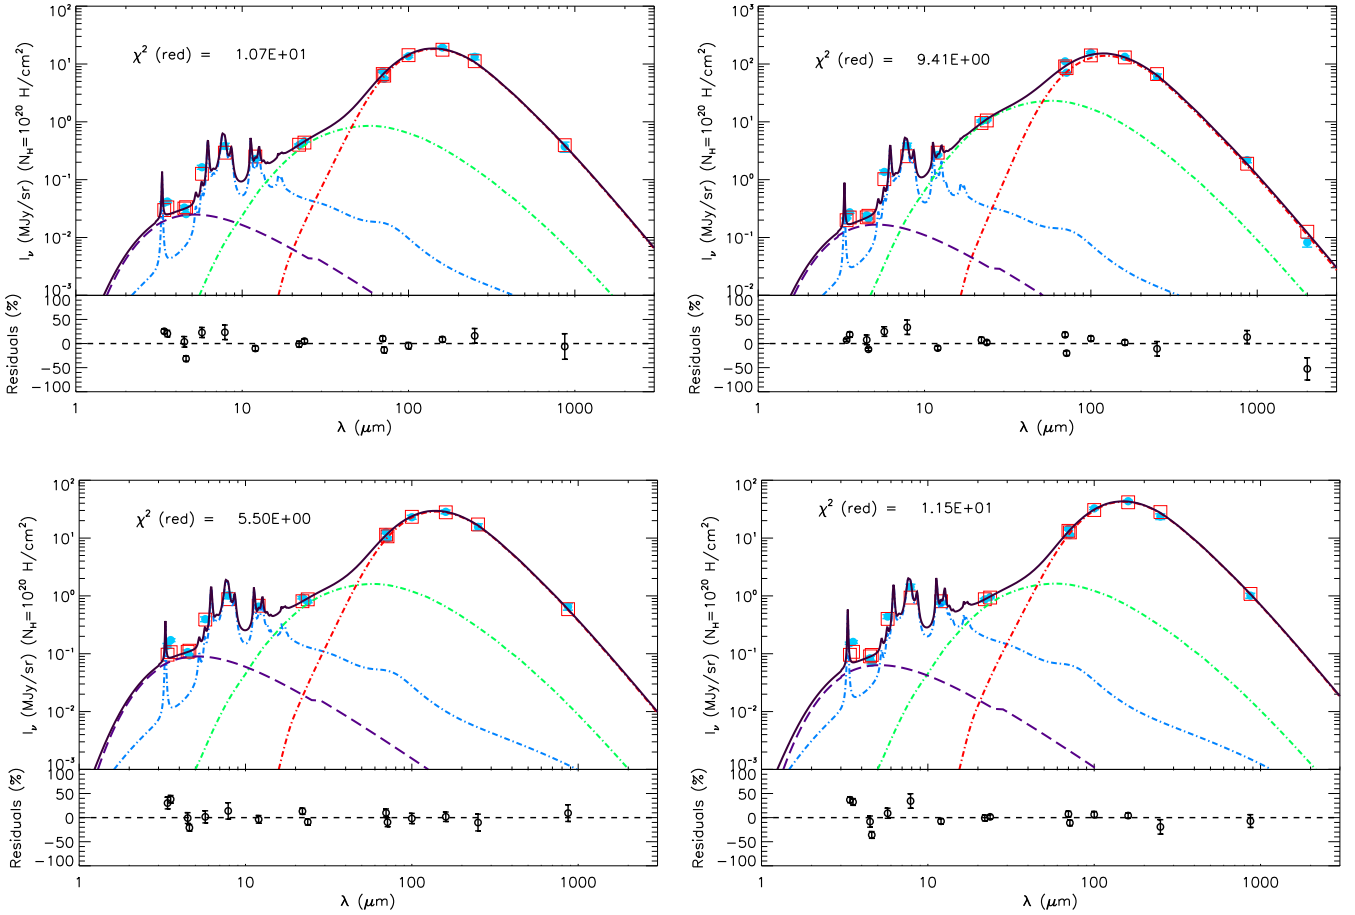 χ² (red) = 1.07E+01
I_ν (MJy/sr) (N_H=10²⁰ H/cm²)
10²
10¹
10⁰
10⁻¹
10⁻²
10⁻³
Residuals (%)
100
50
0
−50
−100
1 10 100 1000
λ (μm)
χ² (red) = 9.41E+00
I_ν (MJy/sr) (N_H=10²⁰ H/cm²)
10³
10²
10¹
10⁰
10⁻¹
10⁻²
Residuals (%)
100
50
0
−50
−100
1 10 100 1000
λ (μm)
χ² (red) = 5.50E+00
I_ν (MJy/sr) (N_H=10²⁰ H/cm²)
10²
10¹
10⁰
10⁻¹
10⁻²
10⁻³
Residuals (%)
100
50
0
−50
−100
1 10 100 1000
λ (μm)
χ² (red) = 1.15E+01
I_ν (MJy/sr) (N_H=10²⁰ H/cm²)
10²
10¹
10⁰
10⁻¹
10⁻²
10⁻³
Residuals (%)
100
50
0
−50
−100
1 10 100 1000
λ (μm)